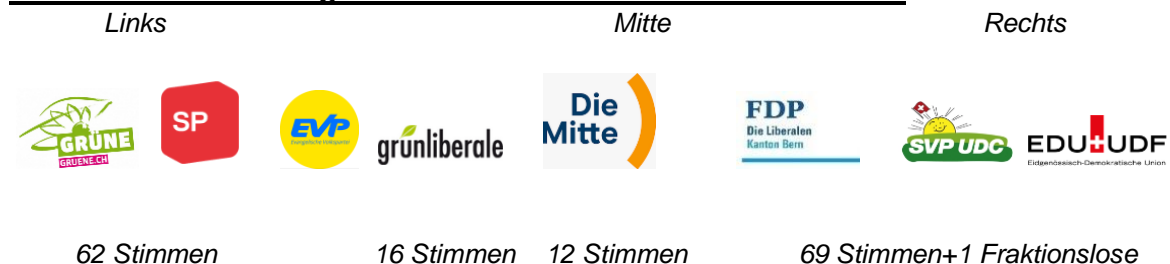 Links Mitte Rechts
GRÜNE
GRUENE.CH
SP
EVP
Evangelische Volkspartei
grünliberale
Die
Mitte
FDP
Die Liberalen
Kanton Bern
SVP UDC
EDU UDF
Eidgenössisch-Demokratische Union
62 Stimmen 16 Stimmen 12 Stimmen 69 Stimmen+1 Fraktionslose